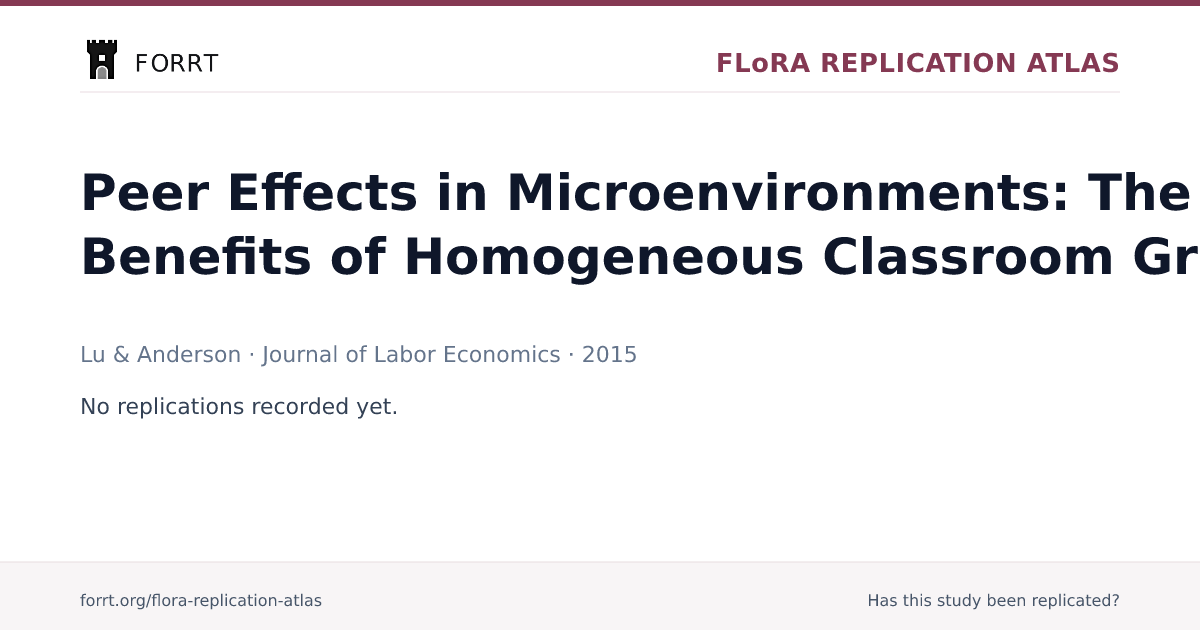 FORRT
FLoRA REPLICATION ATLAS
Peer Effects in Microenvironments: The
Benefits of Homogeneous Classroom Gr
Lu & Anderson · Journal of Labor Economics · 2015
No replications recorded yet.
forrt.org/flora-replication-atlas
Has this study been replicated?